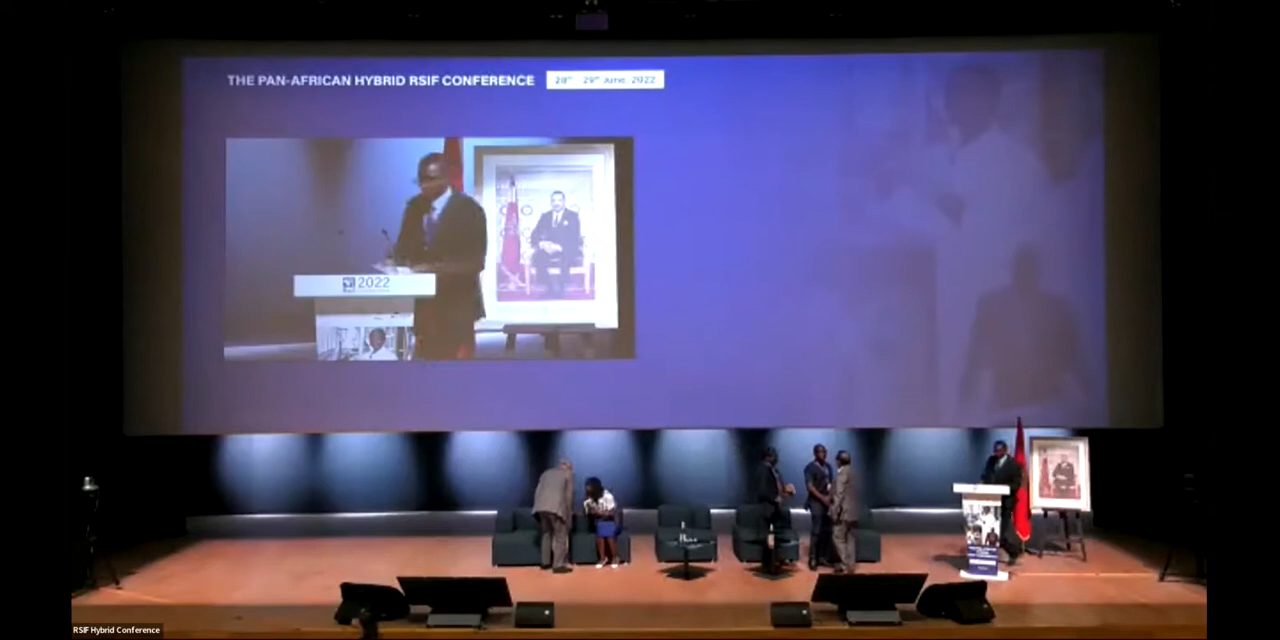 THE PAN-AFRICAN HYBRID RSIF CONFERENCE
28TH - 29TH June, 2022
2022
RSIF Hybrid Conference